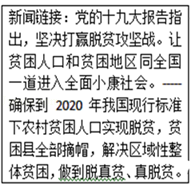 新闻链接：党的十九大报告指
出，坚决打赢脱贫攻坚战。让
贫困人口和贫困地区同全国
一道进入全面小康社会。┄┄
确保到 2020 年我国现行标准
下农村贫困人口实现脱贫，贫
困县全部摘帽，解决区域性整
体贫困，做到脱真贫、真脱贫。